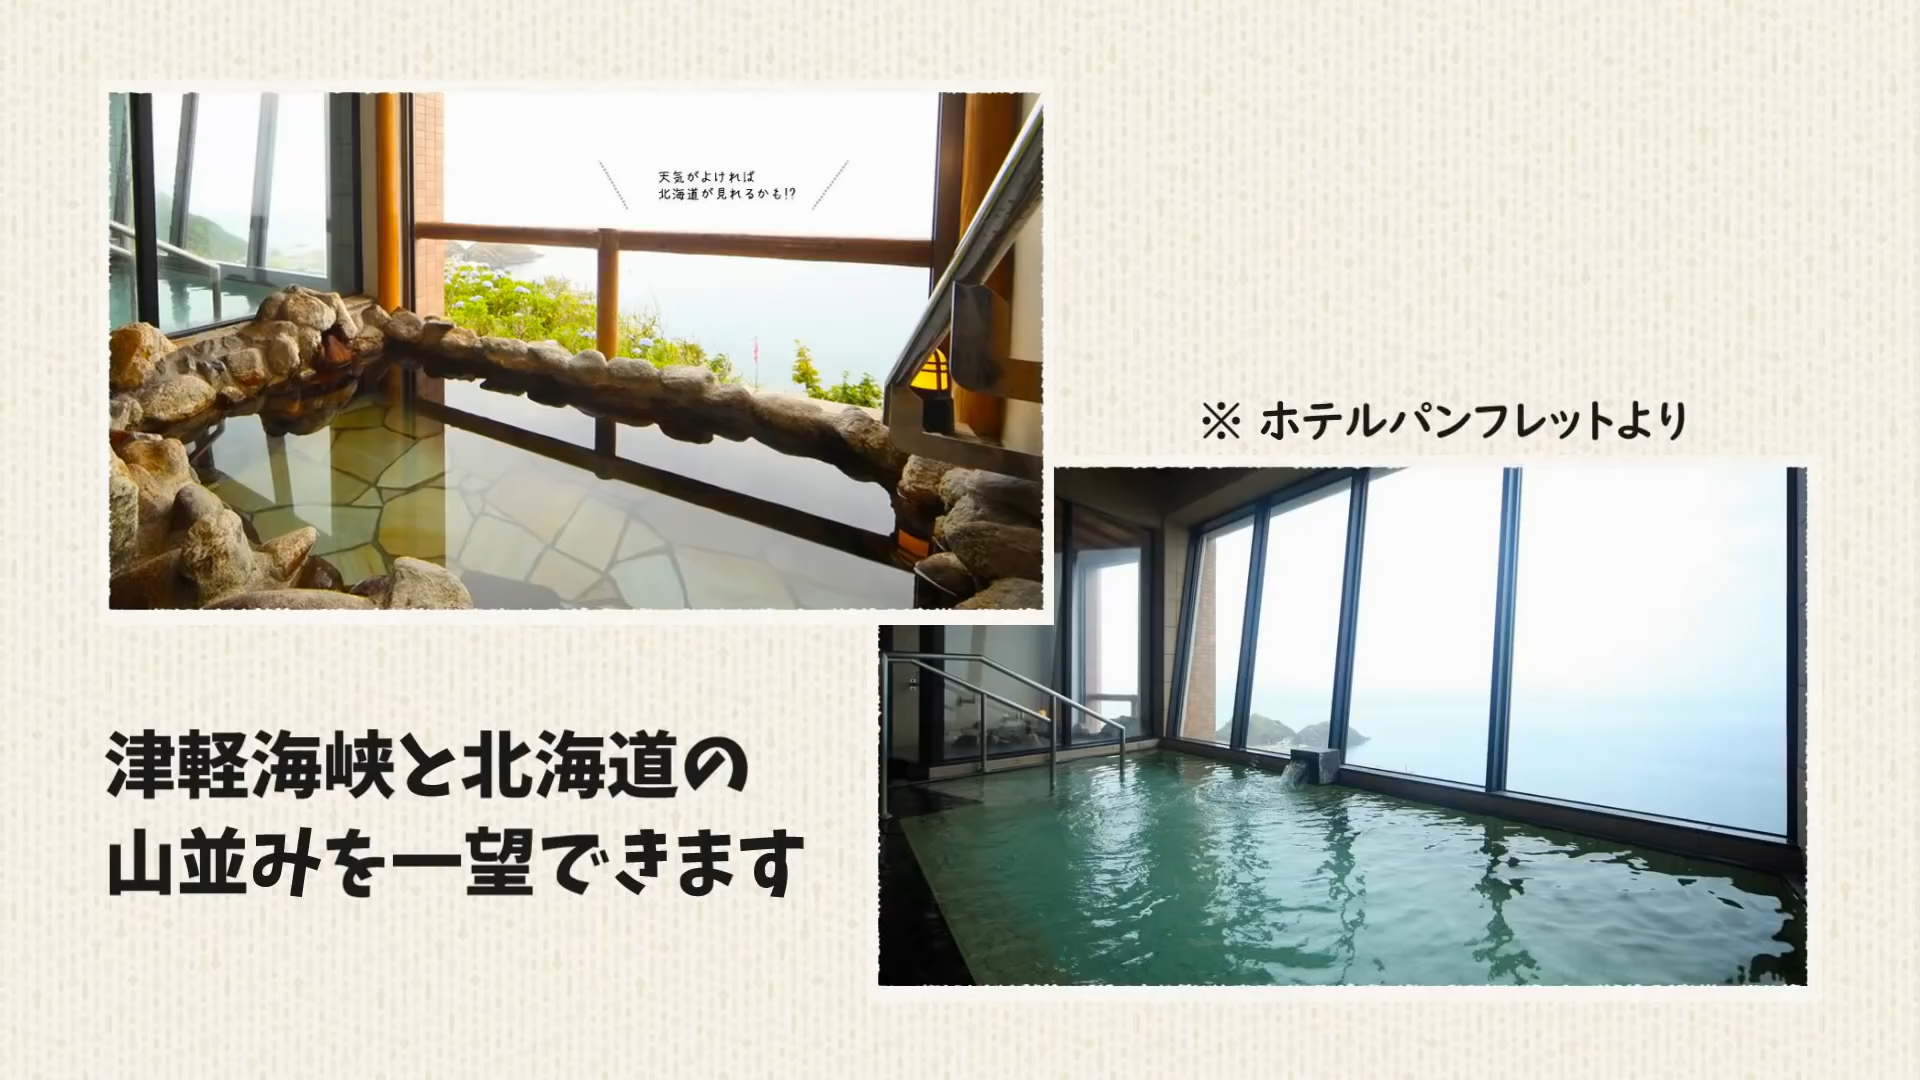 天気がよければ
北海道が見れるかも!?
※ ホテルパンフレットより
津軽海峡と北海道の
山並みを一望できます